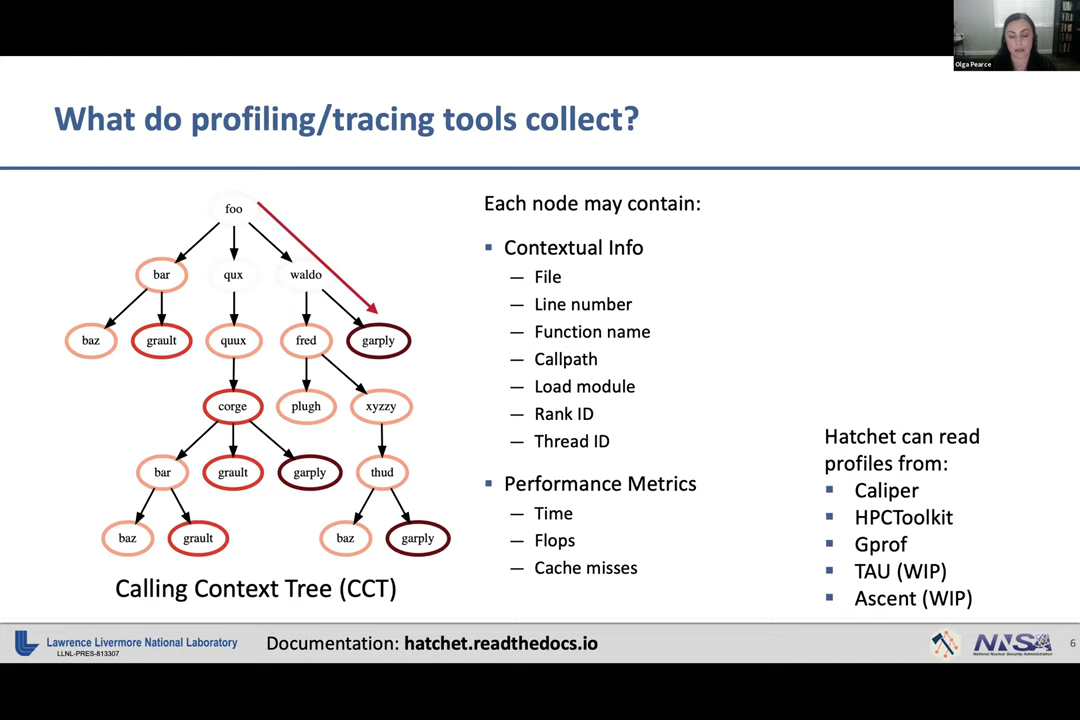 Olga Pearce
What do profiling/tracing tools collect?
foo
bar
qux
waldo
baz
grault
quux
fred
garply
corge
plugh
xyzzy
bar
grault
garply
thud
baz
grault
baz
garply
Calling Context Tree (CCT)
Each node may contain:
▪ Contextual Info
— File
— Line number
— Function name
— Callpath
— Load module
— Rank ID
— Thread ID
▪ Performance Metrics
— Time
— Flops
— Cache misses
Hatchet can read
profiles from:
▪ Caliper
▪ HPCToolkit
▪ Gprof
▪ TAU (WIP)
▪ Ascent (WIP)
Lawrence Livermore National Laboratory
LLNL-PRES-813307
Documentation: hatchet.readthedocs.io
NNSA
National Nuclear Security Administration
6